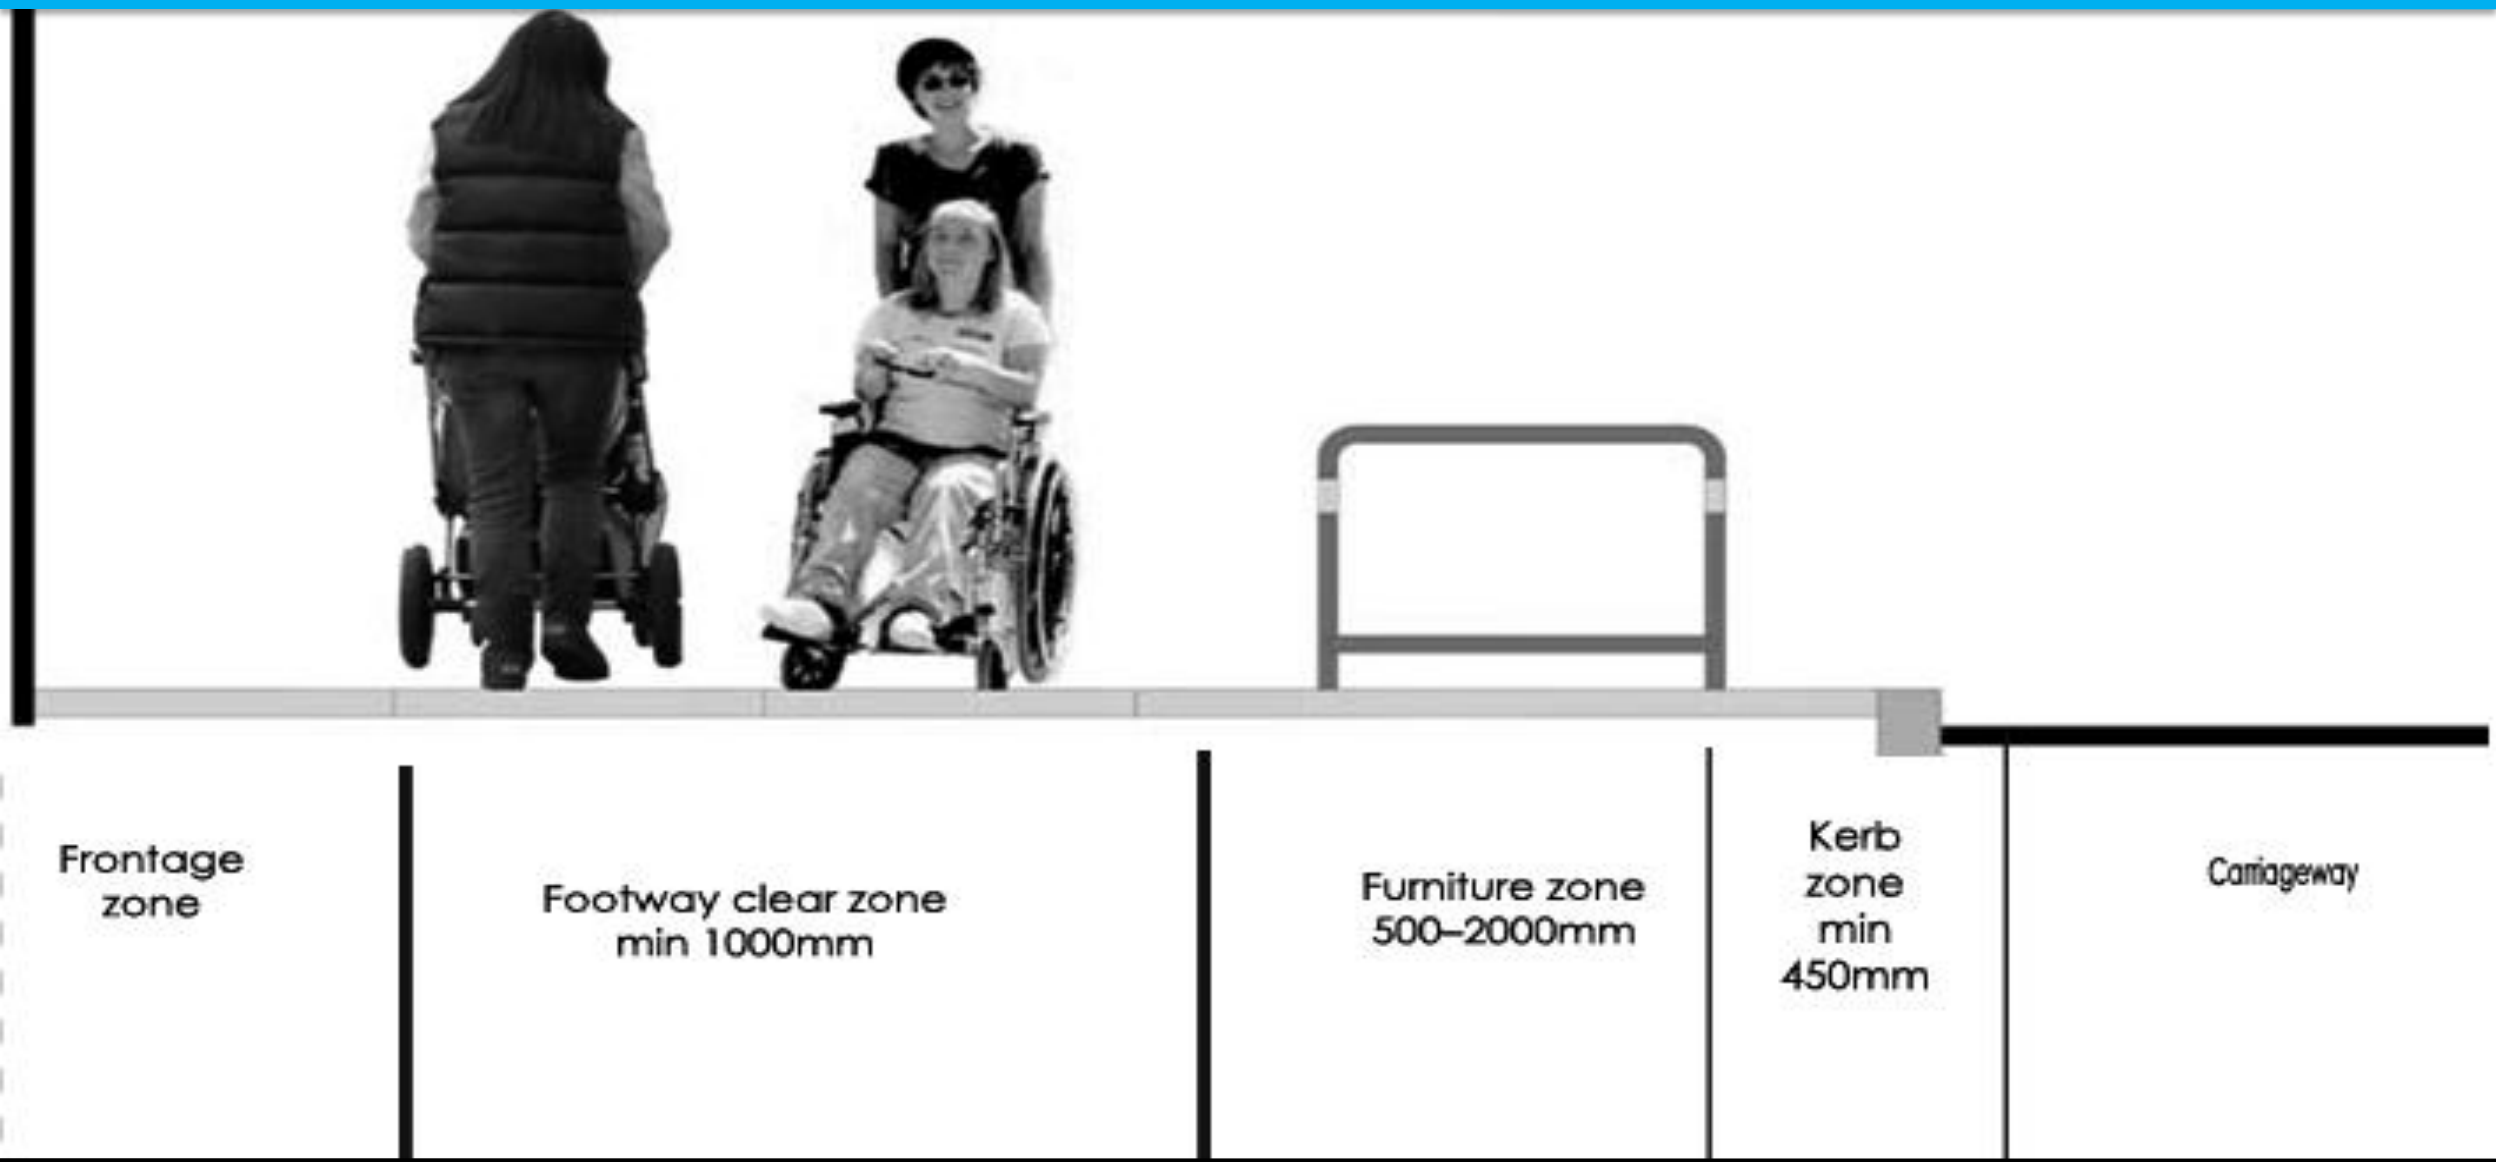 Frontage
zone
Footway clear zone
min 1000mm
Furniture zone
500–2000mm
Kerb
zone
min
450mm
Carriageway